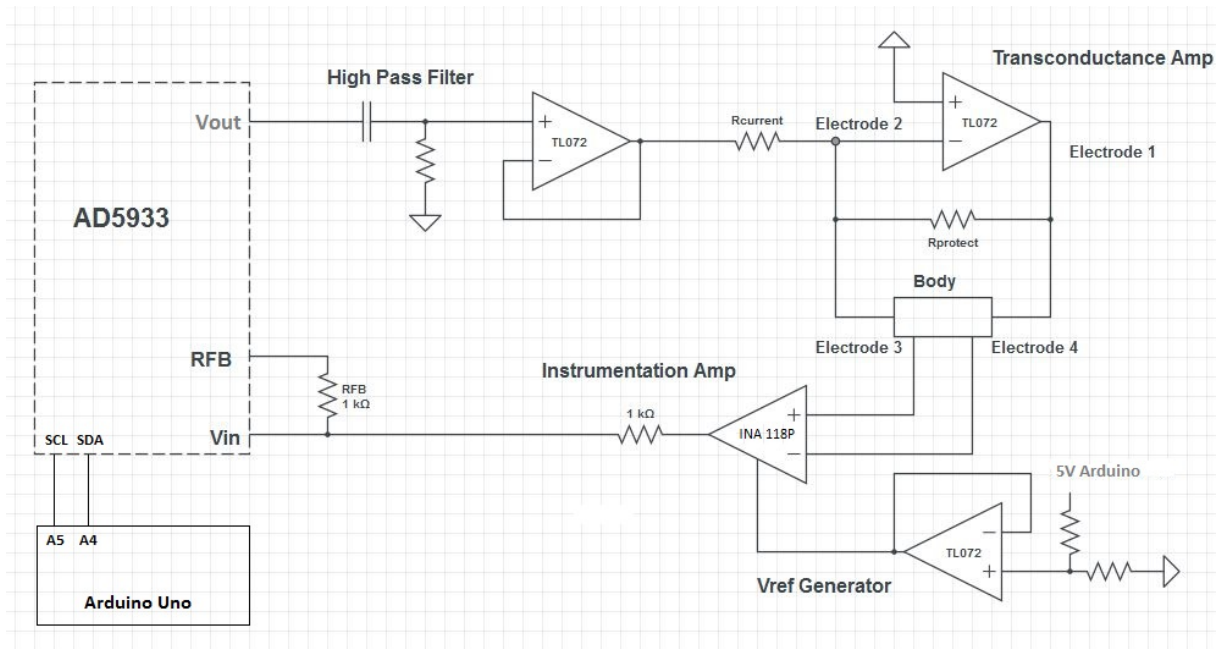 High Pass Filter
Transconductance Amp
Vout
+
TL072
−
Rcurrent
Electrode 2
+
TL072
−
Electrode 1
AD5933
Rprotect
Body
Electrode 3
Electrode 4
RFB
RFB
1 kΩ
Instrumentation Amp
1 kΩ
+
INA 118P
−
Vin
SCL SDA
5V Arduino
−
TL072
+
Vref Generator
A5 A4
Arduino Uno